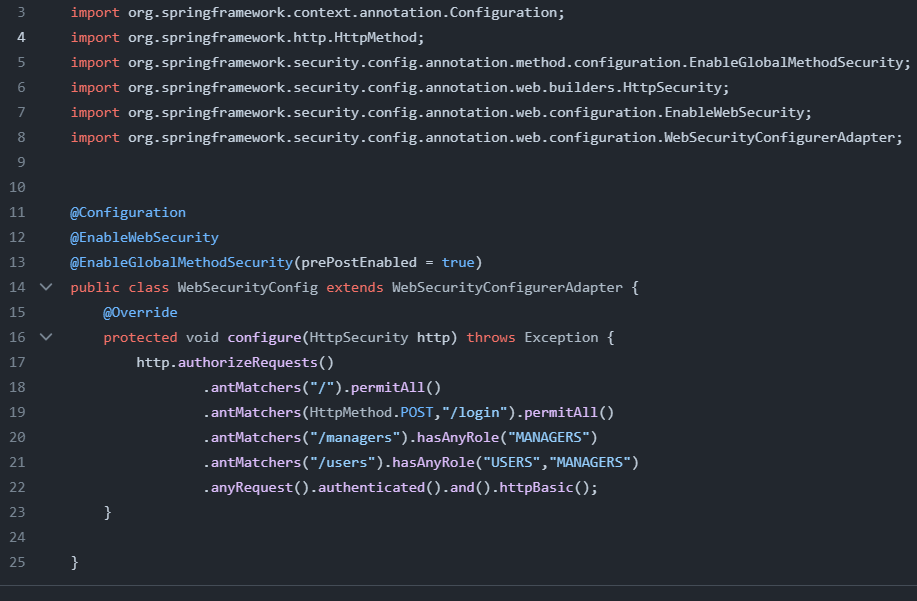 3 import org.springframework.context.annotation.Configuration;
4 import org.springframework.http.HttpMethod;
5 import org.springframework.security.config.annotation.method.configuration.EnableGlobalMethodSecurity;
6 import org.springframework.security.config.annotation.web.builders.HttpSecurity;
7 import org.springframework.security.config.annotation.web.configuration.EnableWebSecurity;
8 import org.springframework.security.config.annotation.web.configuration.WebSecurityConfigurerAdapter;
9
10
11 @Configuration
12 @EnableWebSecurity
13 @EnableGlobalMethodSecurity(prePostEnabled = true)
14 public class WebSecurityConfig extends WebSecurityConfigurerAdapter {
15     @Override
16     protected void configure(HttpSecurity http) throws Exception {
17         http.authorizeRequests()
18                 .antMatchers("/").permitAll()
19                 .antMatchers(HttpMethod.POST,"/login").permitAll()
20                 .antMatchers("/managers").hasAnyRole("MANAGERS")
21                 .antMatchers("/users").hasAnyRole("USERS","MANAGERS")
22                 .anyRequest().authenticated().and().httpBasic();
23     }
24
25 }